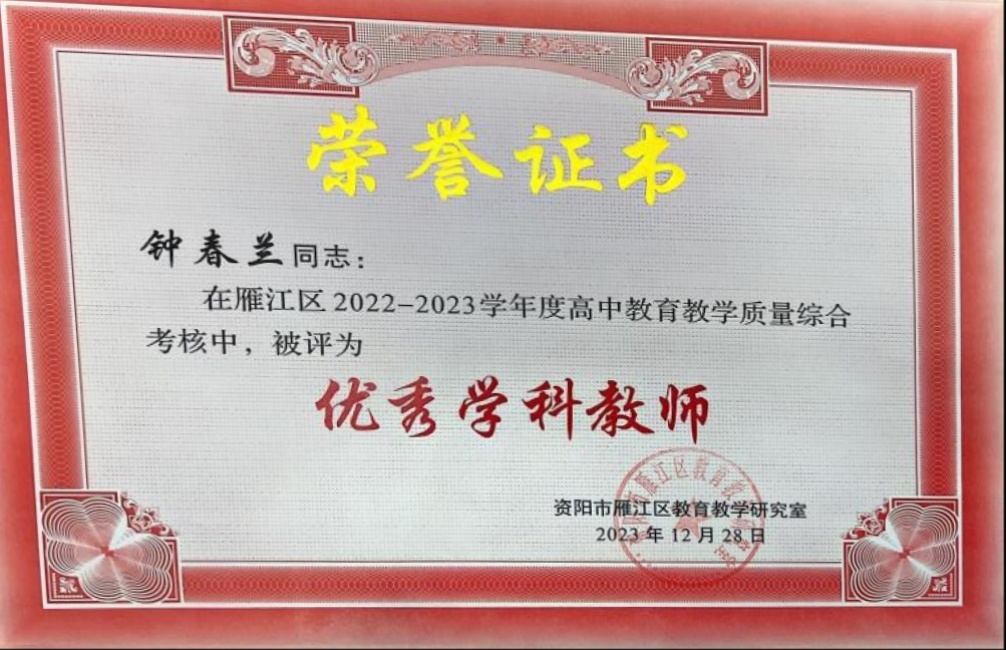 荣誉证书
钟春兰同志：
在雁江区2022-2023学年度高中教育教学质量综合
考核中，被评为
优秀学科教师
资阳市雁江区教育教学研究室
2023年12月28日